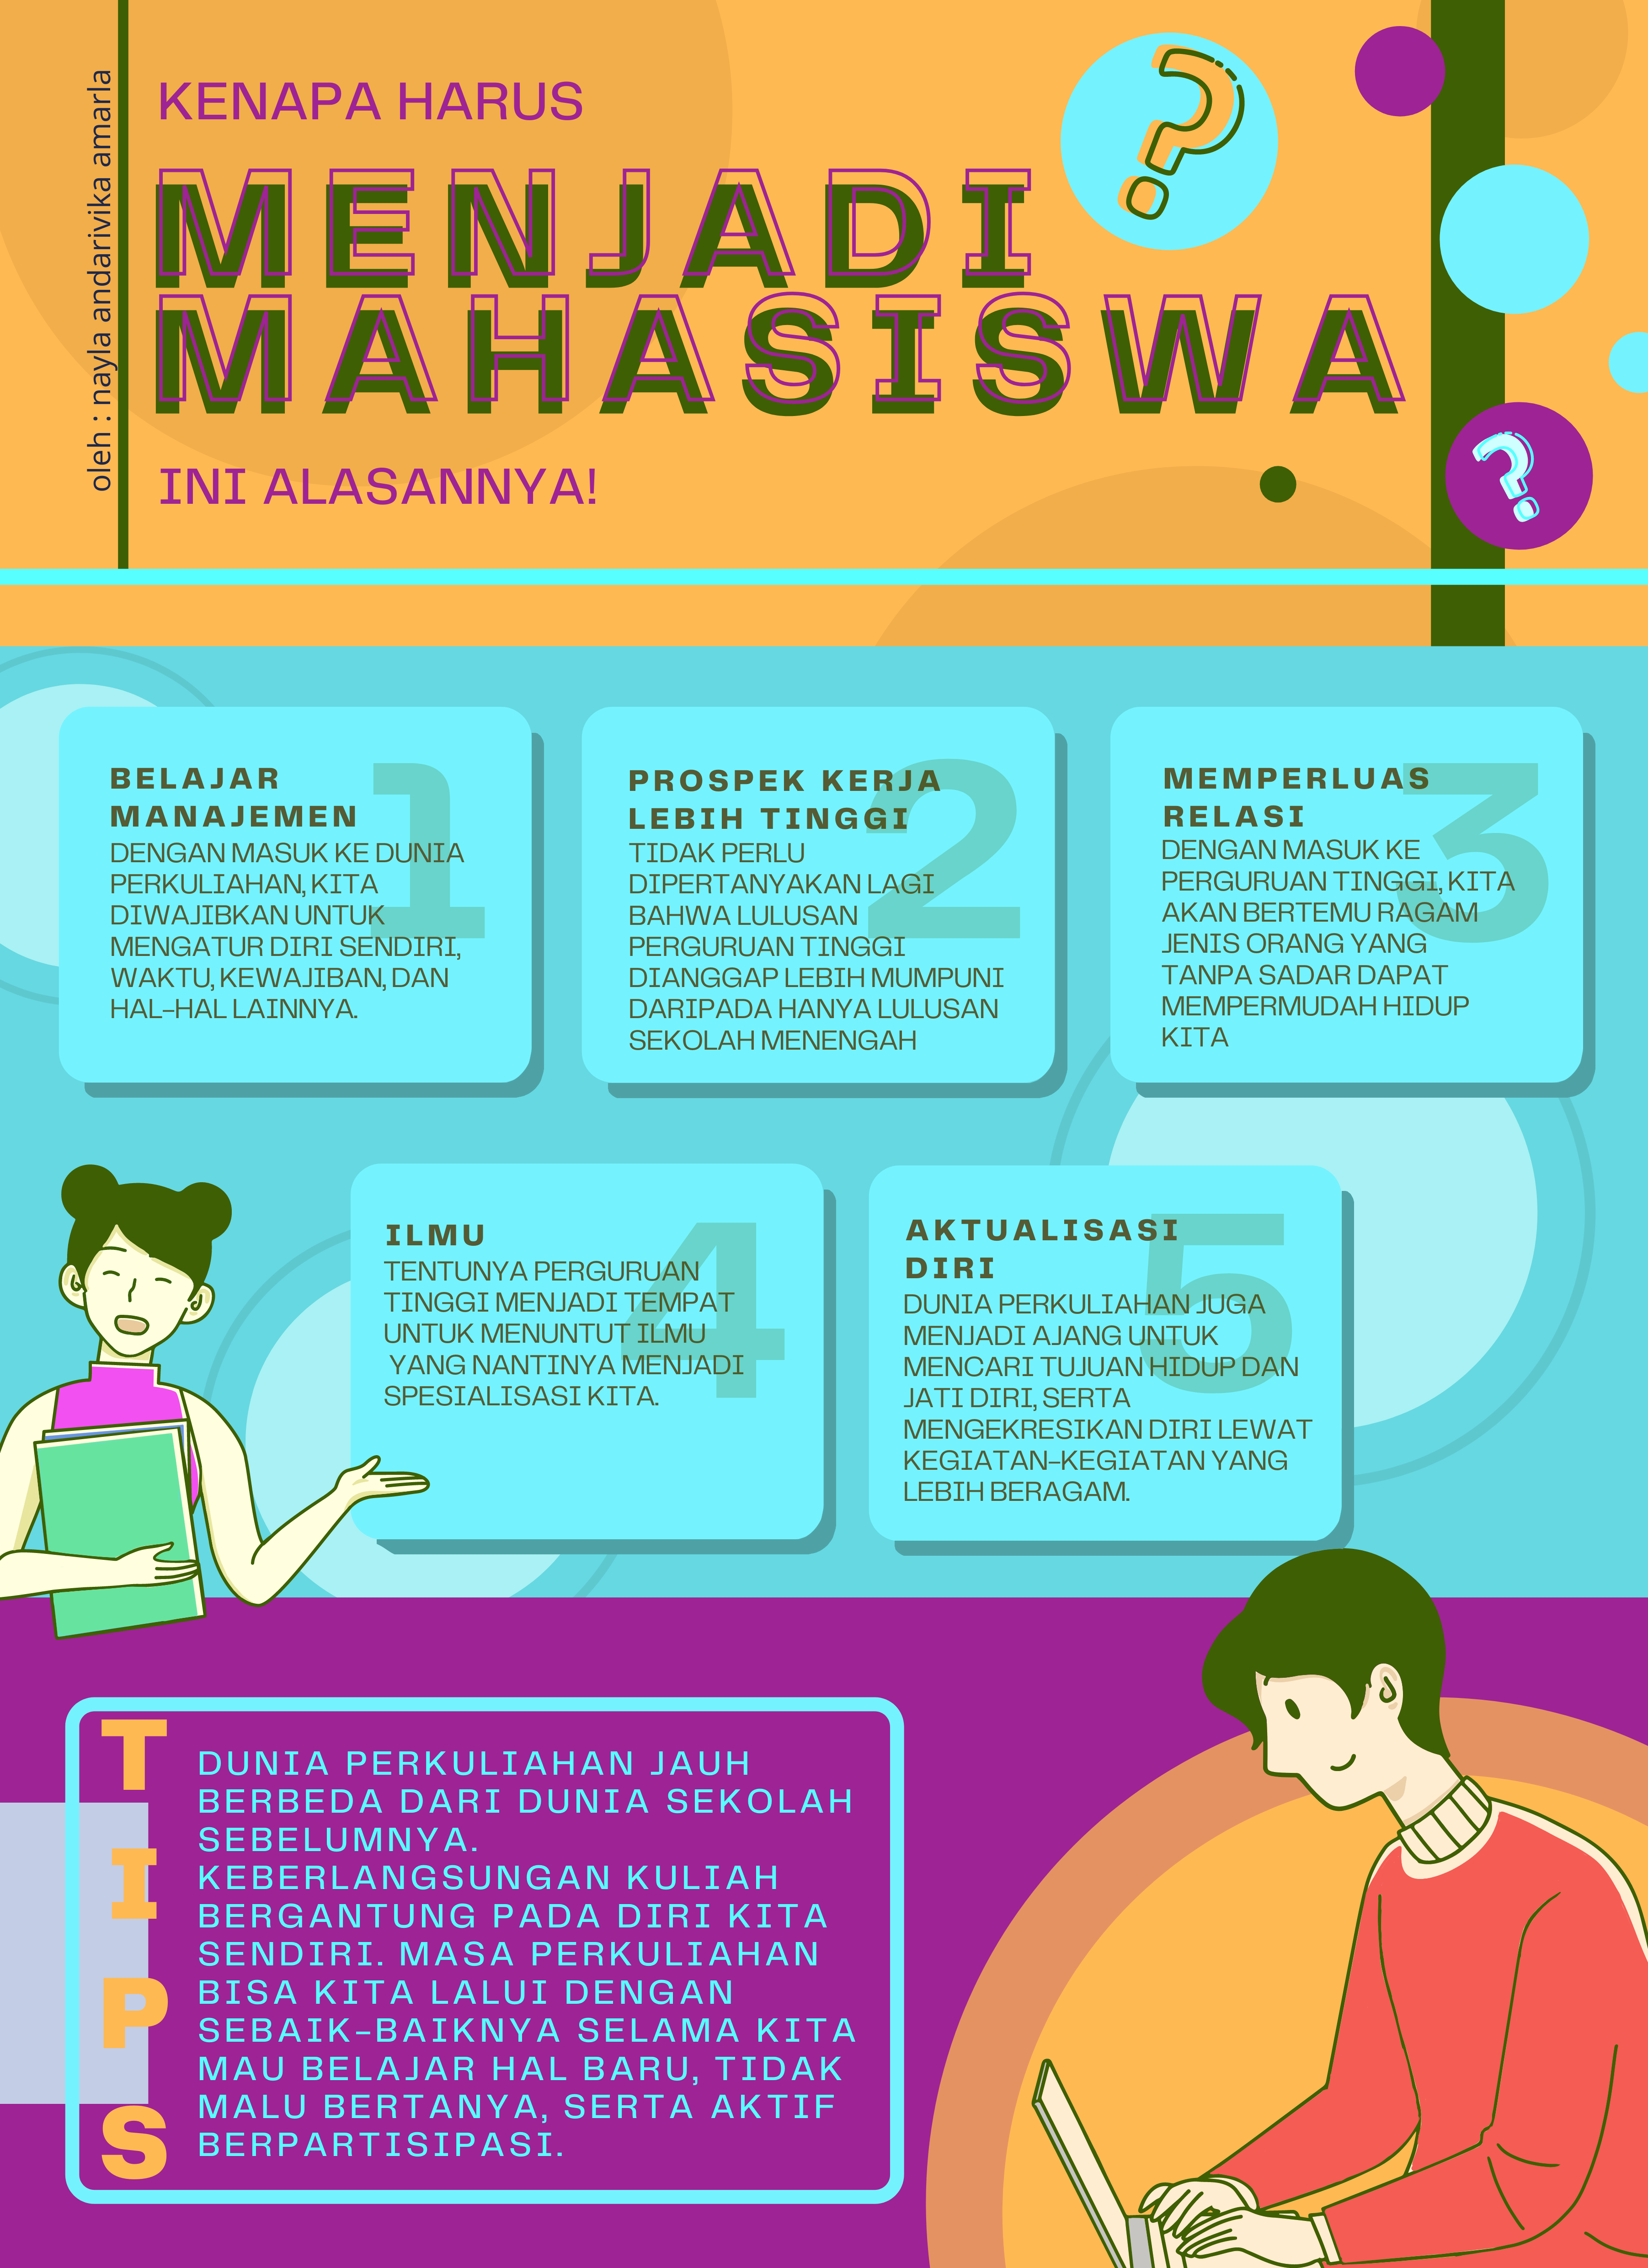 oleh : nayla andarivika amarla
KENAPA HARUS
MENJADI
MAHASISWA
?
INI ALASANNYA!
?
1
BELAJAR
MANAJEMEN
DENGAN MASUK KE DUNIA
PERKULIAHAN, KITA
DIWAJIBKAN UNTUK
MENGATUR DIRI SENDIRI,
WAKTU, KEWAJIBAN, DAN
HAL-HAL LAINNYA.
2
PROSPEK KERJA
LEBIH TINGGI
TIDAK PERLU
DIPERTANYAKAN LAGI
BAHWA LULUSAN
PERGURUAN TINGGI
DIANGGAP LEBIH MUMPUNI
DARIPADA HANYA LULUSAN
SEKOLAH MENENGAH
3
MEMPERLUAS
RELASI
DENGAN MASUK KE
PERGURUAN TINGGI, KITA
AKAN BERTEMU RAGAM
JENIS ORANG YANG
TANPA SADAR DAPAT
MEMPERMUDAH HIDUP
KITA
4
ILMU
TENTUNYA PERGURUAN
TINGGI MENJADI TEMPAT
UNTUK MENUNTUT ILMU
YANG NANTINYA MENJADI
SPESIALISASI KITA.
5
AKTUALISASI
DIRI
DUNIA PERKULIAHAN JUGA
MENJADI AJANG UNTUK
MENCARI TUJUAN HIDUP DAN
JATI DIRI, SERTA
MENGEKRESIKAN DIRI LEWAT
KEGIATAN-KEGIATAN YANG
LEBIH BERAGAM.
TIPS
DUNIA PERKULIAHAN JAUH
BERBEDA DARI DUNIA SEKOLAH
SEBELUMNYA.
KEBERLANGSUNGAN KULIAH
BERGANTUNG PADA DIRI KITA
SENDIRI. MASA PERKULIAHAN
BISA KITA LALUI DENGAN
SEBAIK-BAIKNYA SELAMA KITA
MAU BELAJAR HAL BARU, TIDAK
MALU BERTANYA, SERTA AKTIF
BERPARTISIPASI.